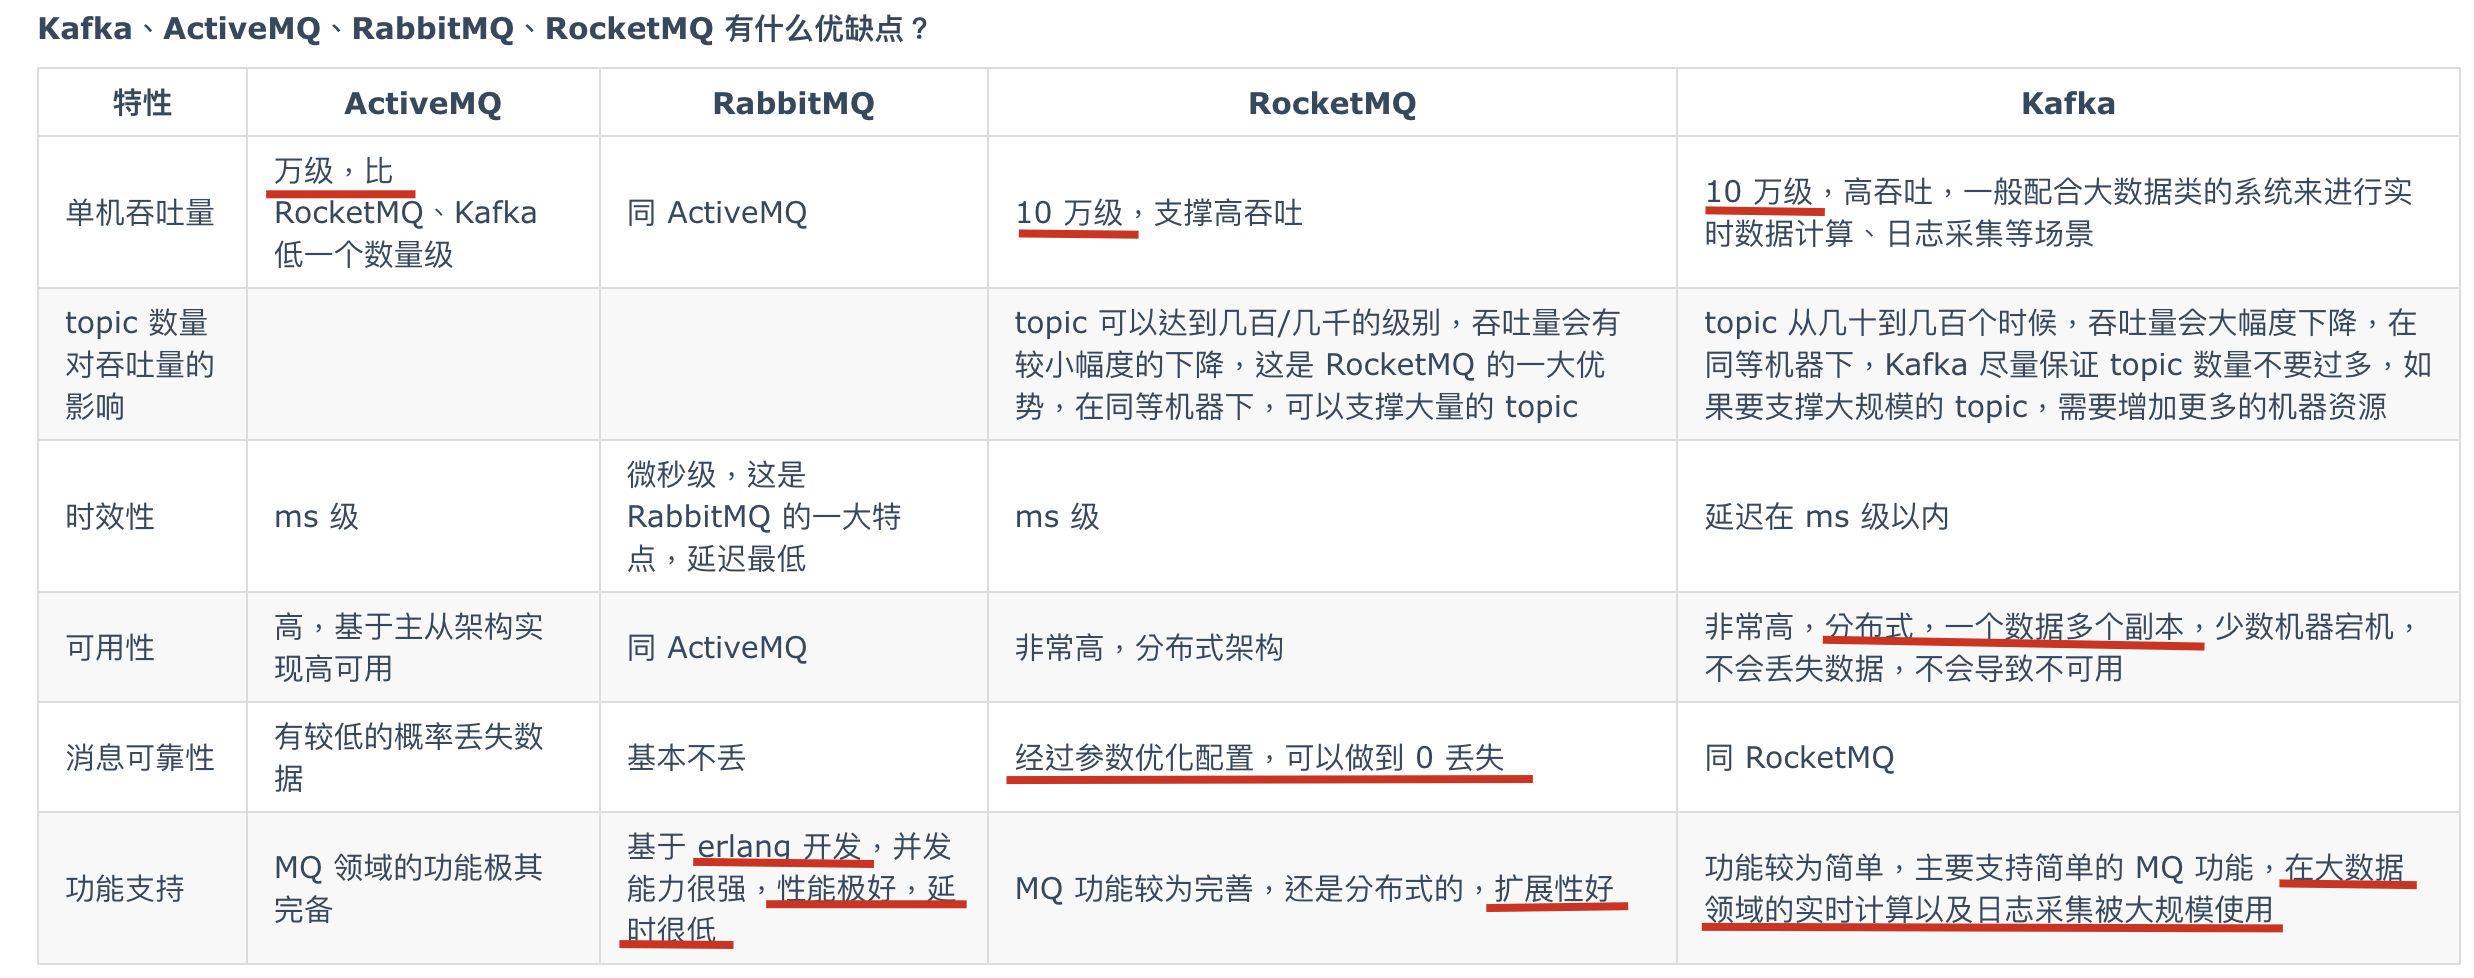 Kafka、ActiveMQ、RabbitMQ、RocketMQ 有什么优缺点？
特性
ActiveMQ
RabbitMQ
RocketMQ
Kafka
单机吞吐量
万级，比
RocketMQ、Kafka
低一个数量级
同 ActiveMQ
10 万级，支撑高吞吐
10 万级，高吞吐，一般配合大数据类的系统来进行实
时数据计算、日志采集等场景
topic 数量
对吞吐量的
影响
topic 可以达到几百/几千的级别，吞吐量会有
较小幅度的下降，这是 RocketMQ 的一大优
势，在同等机器下，可以支撑大量的 topic
topic 从几十到几百个时候，吞吐量会大幅度下降，在
同等机器下，Kafka 尽量保证 topic 数量不要过多，如
果要支撑大规模的 topic，需要增加更多的机器资源
时效性
ms 级
微秒级，这是
RabbitMQ 的一大特
点，延迟最低
ms 级
延迟在 ms 级以内
可用性
高，基于主从架构实
现高可用
同 ActiveMQ
非常高，分布式架构
非常高，分布式，一个数据多个副本，少数机器宕机，
不会丢失数据，不会导致不可用
消息可靠性
有较低的概率丢失数
据
基本不丢
经过参数优化配置，可以做到 0 丢失
同 RocketMQ
功能支持
MQ 领域的功能极其
完备
基于 erlang 开发，并发
能力很强，性能极好，延
时很低
MQ 功能较为完善，还是分布式的，扩展性好
功能较为简单，主要支持简单的 MQ 功能，在大数据
领域的实时计算以及日志采集被大规模使用